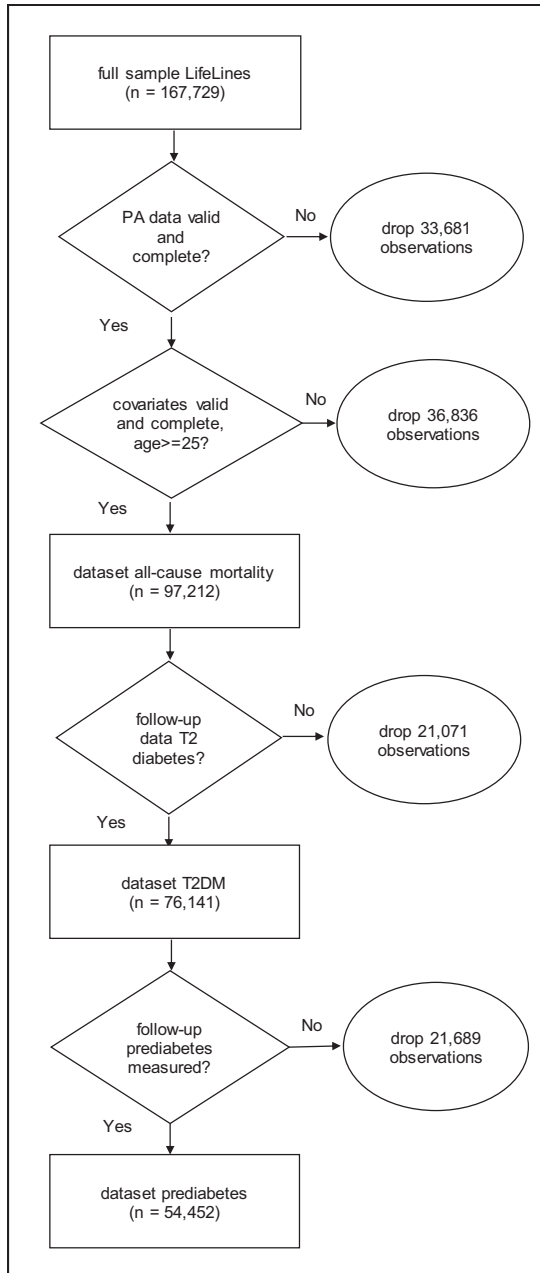 full sample LifeLines
(n = 167,729)
PA data valid
and
complete?
No
drop 33,681
observations
Yes
covariates valid
and complete,
age>=25?
No
drop 36,836
observations
Yes
dataset all-cause mortality
(n = 97,212)
follow-up
data T2
diabetes?
No
drop 21,071
observations
Yes
dataset T2DM
(n = 76,141)
follow-up
prediabetes
measured?
No
drop 21,689
observations
Yes
dataset prediabetes
(n = 54,452)